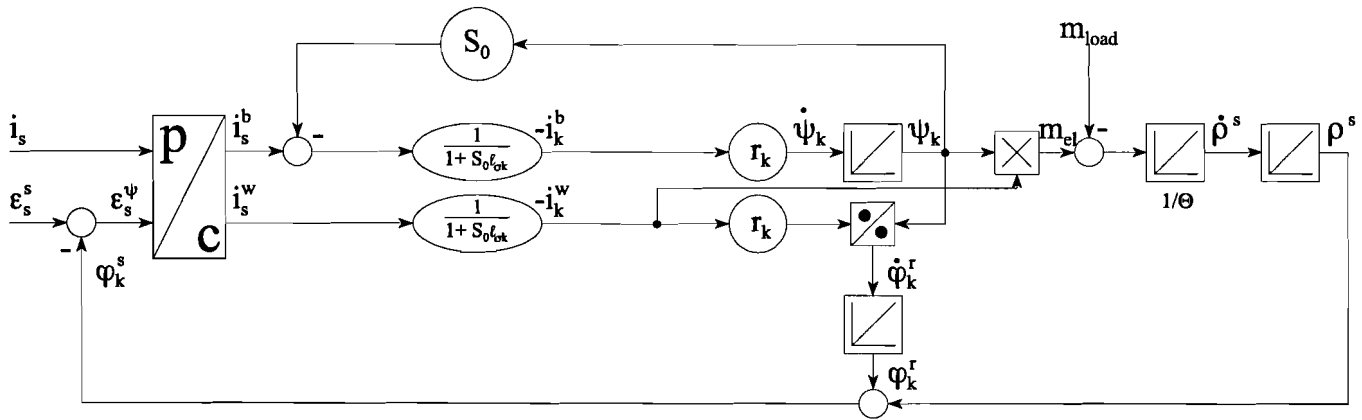 S₀
m_load
i_s
p
i_s^b
-
1
1+ S₀ℓ_σk
-i_k^b
r_k
ψ̇_k
ψ_k
m_el
-
ρ̇^s
ρ^s
ε_s^s
ε_s^ψ
c
i_s^w
1
1+ S₀ℓ_σk
-i_k^w
r_k
1/Θ
-
φ_k^s
φ̇_k^r
φ_k^r